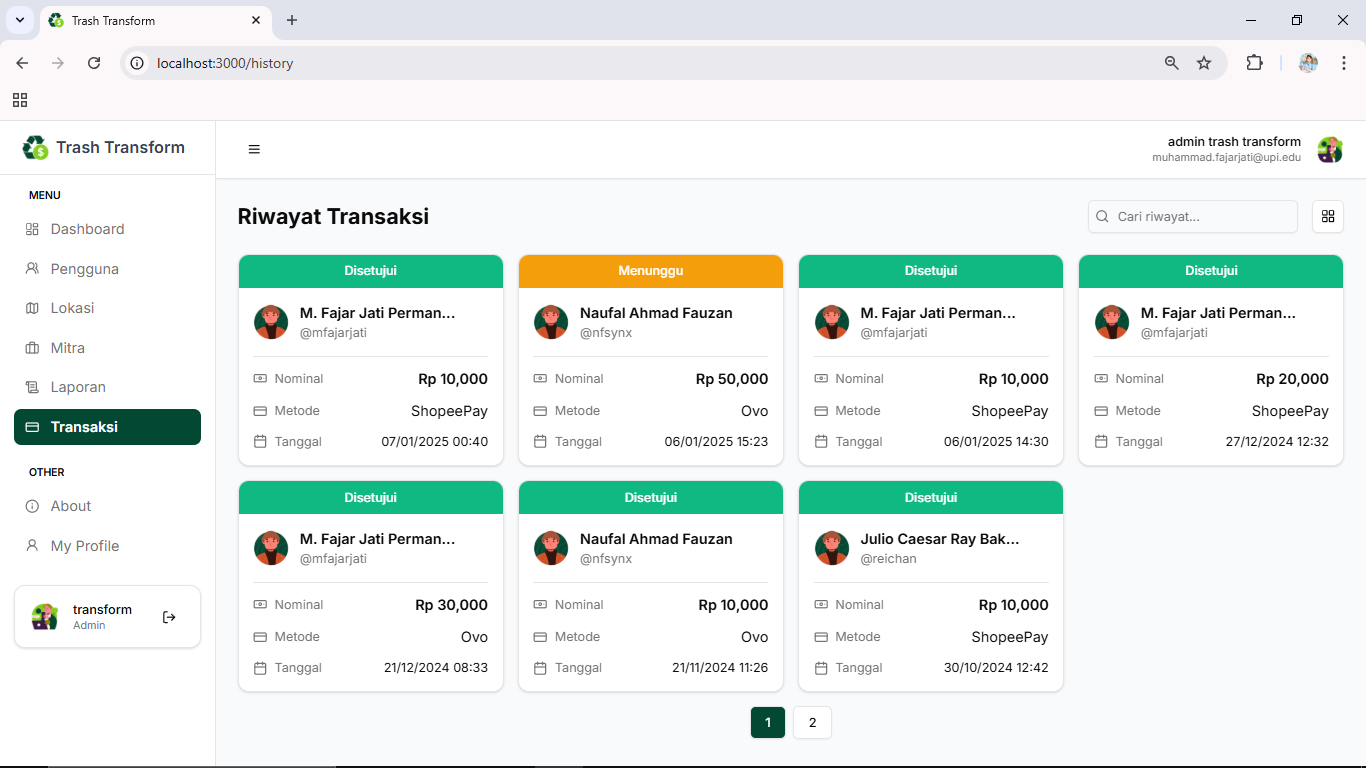 Trash Transform
localhost:3000/history
Trash Transform
admin trash transform
muhammad.fajarjati@upi.edu
MENU
Dashboard
Pengguna
Lokasi
Mitra
Laporan
Transaksi
OTHER
About
My Profile
transform
Admin
Riwayat Transaksi
Cari riwayat...
Disetujui
M. Fajar Jati Perman...
@mfajarjati
Nominal Rp 10,000
Metode ShopeePay
Tanggal 07/01/2025 00:40
Menunggu
Naufal Ahmad Fauzan
@nfsynx
Nominal Rp 50,000
Metode Ovo
Tanggal 06/01/2025 15:23
Disetujui
M. Fajar Jati Perman...
@mfajarjati
Nominal Rp 10,000
Metode ShopeePay
Tanggal 06/01/2025 14:30
Disetujui
M. Fajar Jati Perman...
@mfajarjati
Nominal Rp 20,000
Metode ShopeePay
Tanggal 27/12/2024 12:32
Disetujui
M. Fajar Jati Perman...
@mfajarjati
Nominal Rp 30,000
Metode Ovo
Tanggal 21/12/2024 08:33
Disetujui
Naufal Ahmad Fauzan
@nfsynx
Nominal Rp 10,000
Metode Ovo
Tanggal 21/11/2024 11:26
Disetujui
Julio Caesar Ray Bak...
@reichan
Nominal Rp 10,000
Metode ShopeePay
Tanggal 30/10/2024 12:42
1 2